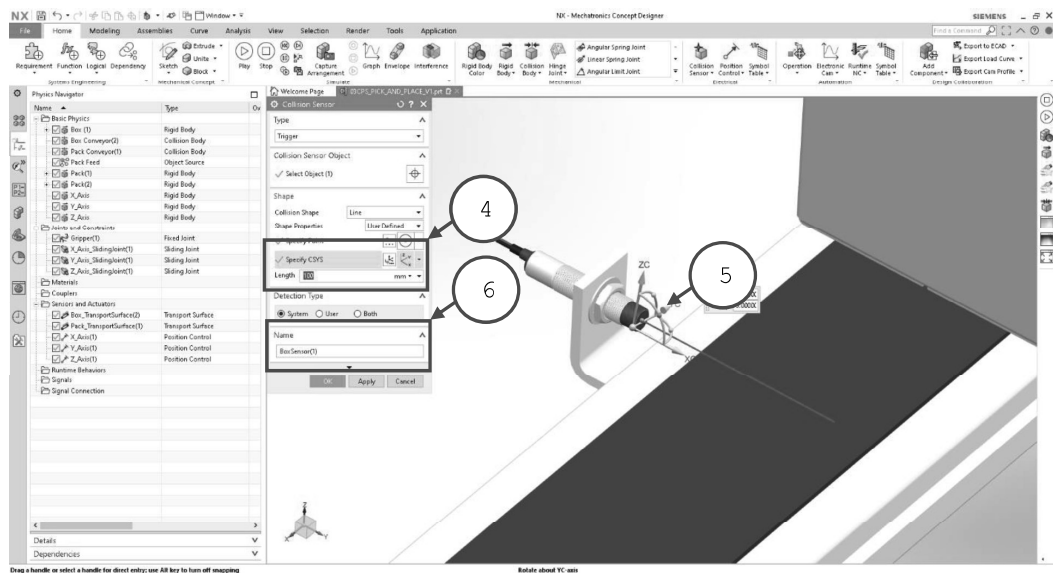 NX Window NX - Mechatronics Concept Designer SIEMENS
File Home Modeling Assemblies Curve Analysis View Selection Render Tools Application Find a Command
Requirement Function Logical Dependency
System Engineering
Sketch Extrude Unite Block
Mechanical Concept
Play Stop Capture Arrangement Graph Envelope Interference
Simulate
Rigid Body Color Rigid Body Collision Body Hinge Joint Angular Spring Joint Linear Spring Joint Angular Limit Joint
Mechanical
Collision Sensor Position Control Symbol Table
Electrical
Operation Electronic Cam Runtime NC Symbol Table
Automation
Add Component Export to ECAD Export Load Curve Export Cam Profile
Design Collaboration
Physics Navigator
Name Type Ow
Basic Physics
Box (1) Rigid Body
Box Conveyor(2) Collision Body
Pack Conveyor(1) Collision Body
Pack Feed Object Source
Pack(1) Rigid Body
Pack(2) Rigid Body
X_Axis Rigid Body
Y_Axis Rigid Body
Z_Axis Rigid Body
Joints and Constraints
Gripper(1) Fixed Joint
X_Axis_SlidingJoint(1) Sliding Joint
Y_Axis_SlidingJoint(1) Sliding Joint
Z_Axis_SlidingJoint(1) Sliding Joint
Materials
Couplers
Sensors and Actuators
Box_TransportSurface(2) Transport Surface
Pack_TransportSurface(1) Transport Surface
X_Axis(1) Position Control
Y_Axis(1) Position Control
Z_Axis(1) Position Control
Runtime Behaviors
Signals
Signal Connection
Details
Dependencies
Welcome Page CPS_PICK_AND_PLACE_V1.prt
Collision Sensor
Type
Trigger
Collision Sensor Object
Select Object (1)
Shape
Collision Shape Line
Shape Properties User Defined
Specify Point
Specify CSYS
Length 100 mm
Detection Type
System User Both
Name
BoxSensor(1)
OK Apply Cancel
4
5
6
ZC
Z
X
Y
Drag a handle or select a handle for direct entry; use Alt key to turn off snapping Rotate about YC-axis